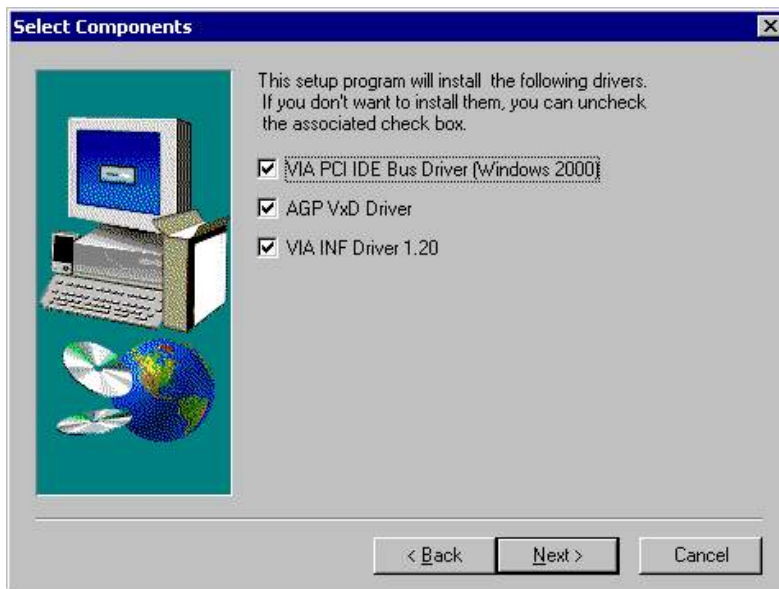 Select Components
This setup program will install  the following drivers.
If you don't want to install them, you can uncheck
the associated check box.
VIA PCI IDE Bus Driver (Windows 2000)
AGP VxD Driver
VIA INF Driver 1.20
< Back
Next >
Cancel